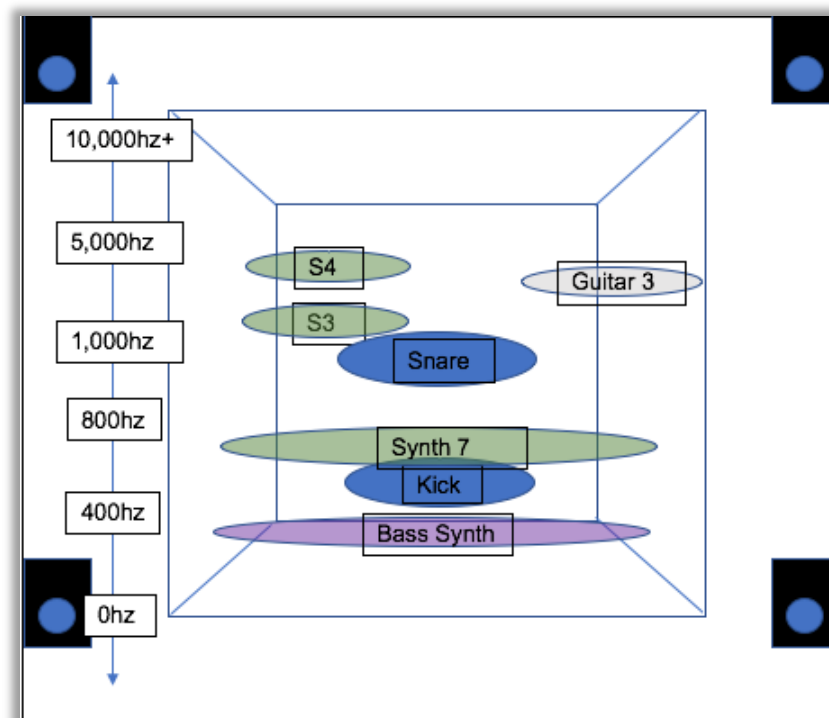 10,000hz+
5,000hz
S4
Guitar 3
S3
1,000hz
Snare
800hz
Synth 7
Kick
400hz
Bass Synth
0hz